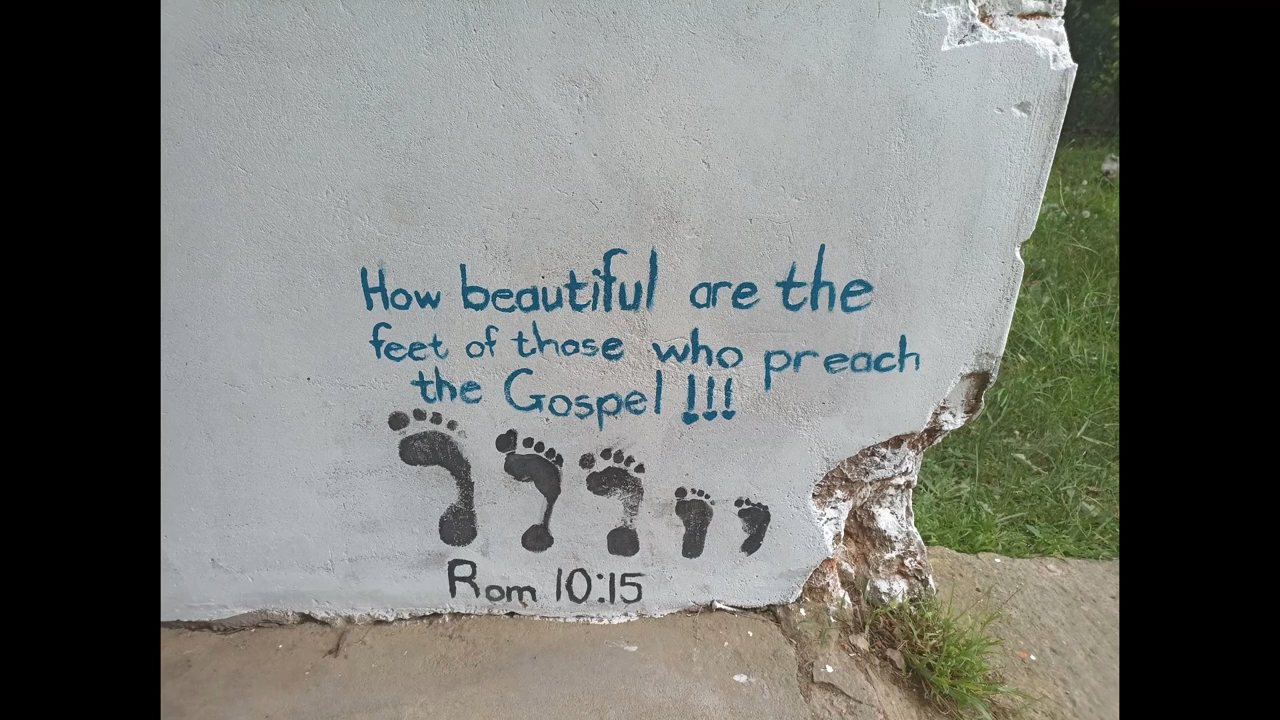 How beautiful are the
feet of those who preach
the Gospel !!!
Rom 10:15